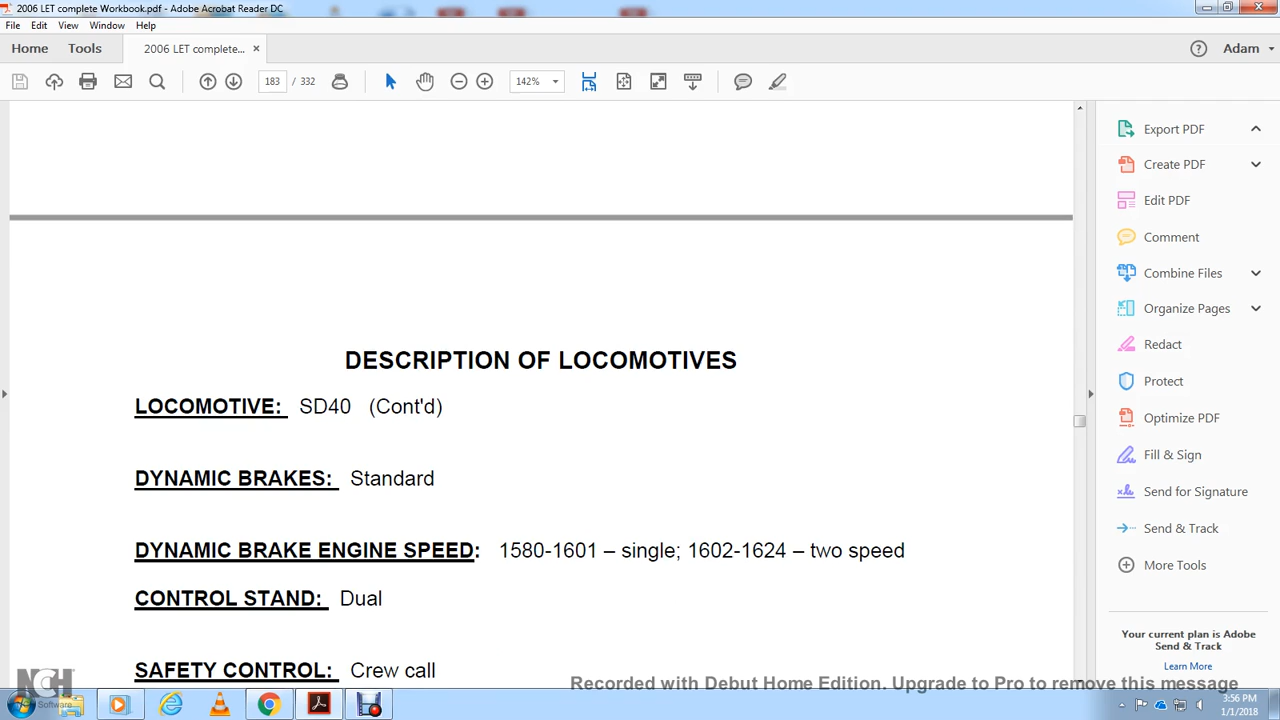 2006 LET complete Workbook.pdf - Adobe Acrobat Reader DC
File Edit View Window Help
Home Tools 2006 LET complete... × Adam
183 / 332 142%
Export PDF
Create PDF
Edit PDF
Comment
Combine Files
Organize Pages
Redact
Protect
Optimize PDF
Fill & Sign
Send for Signature
Send & Track
More Tools
Your current plan is Adobe
Send & Track
Learn More
DESCRIPTION OF LOCOMOTIVES
LOCOMOTIVE: SD40 (Cont'd)
DYNAMIC BRAKES: Standard
DYNAMIC BRAKE ENGINE SPEED: 1580-1601 – single; 1602-1624 – two speed
CONTROL STAND: Dual
SAFETY CONTROL: Crew call
NCH Software
Recorded with Debut Home Edition. Upgrade to Pro to remove this message
3:56 PM
1/1/2018